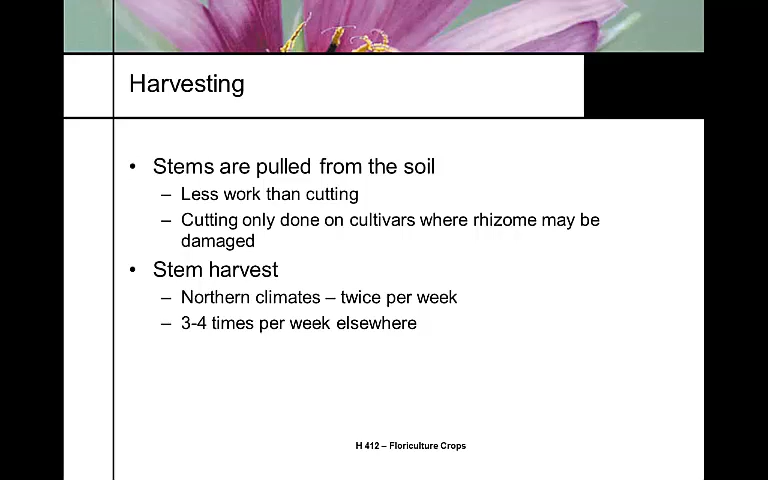 Harvesting
• Stems are pulled from the soil
– Less work than cutting
– Cutting only done on cultivars where rhizome may be
damaged
• Stem harvest
– Northern climates – twice per week
– 3-4 times per week elsewhere
H 412 – Floriculture Crops